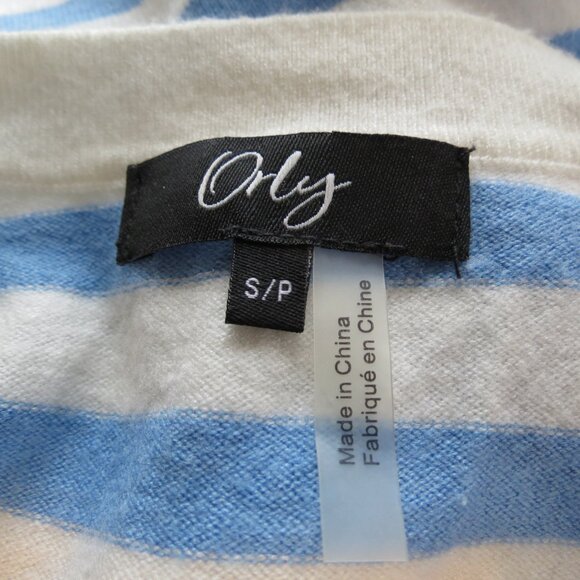 Orly
S/P
Made in China
Fabriqué en Chine